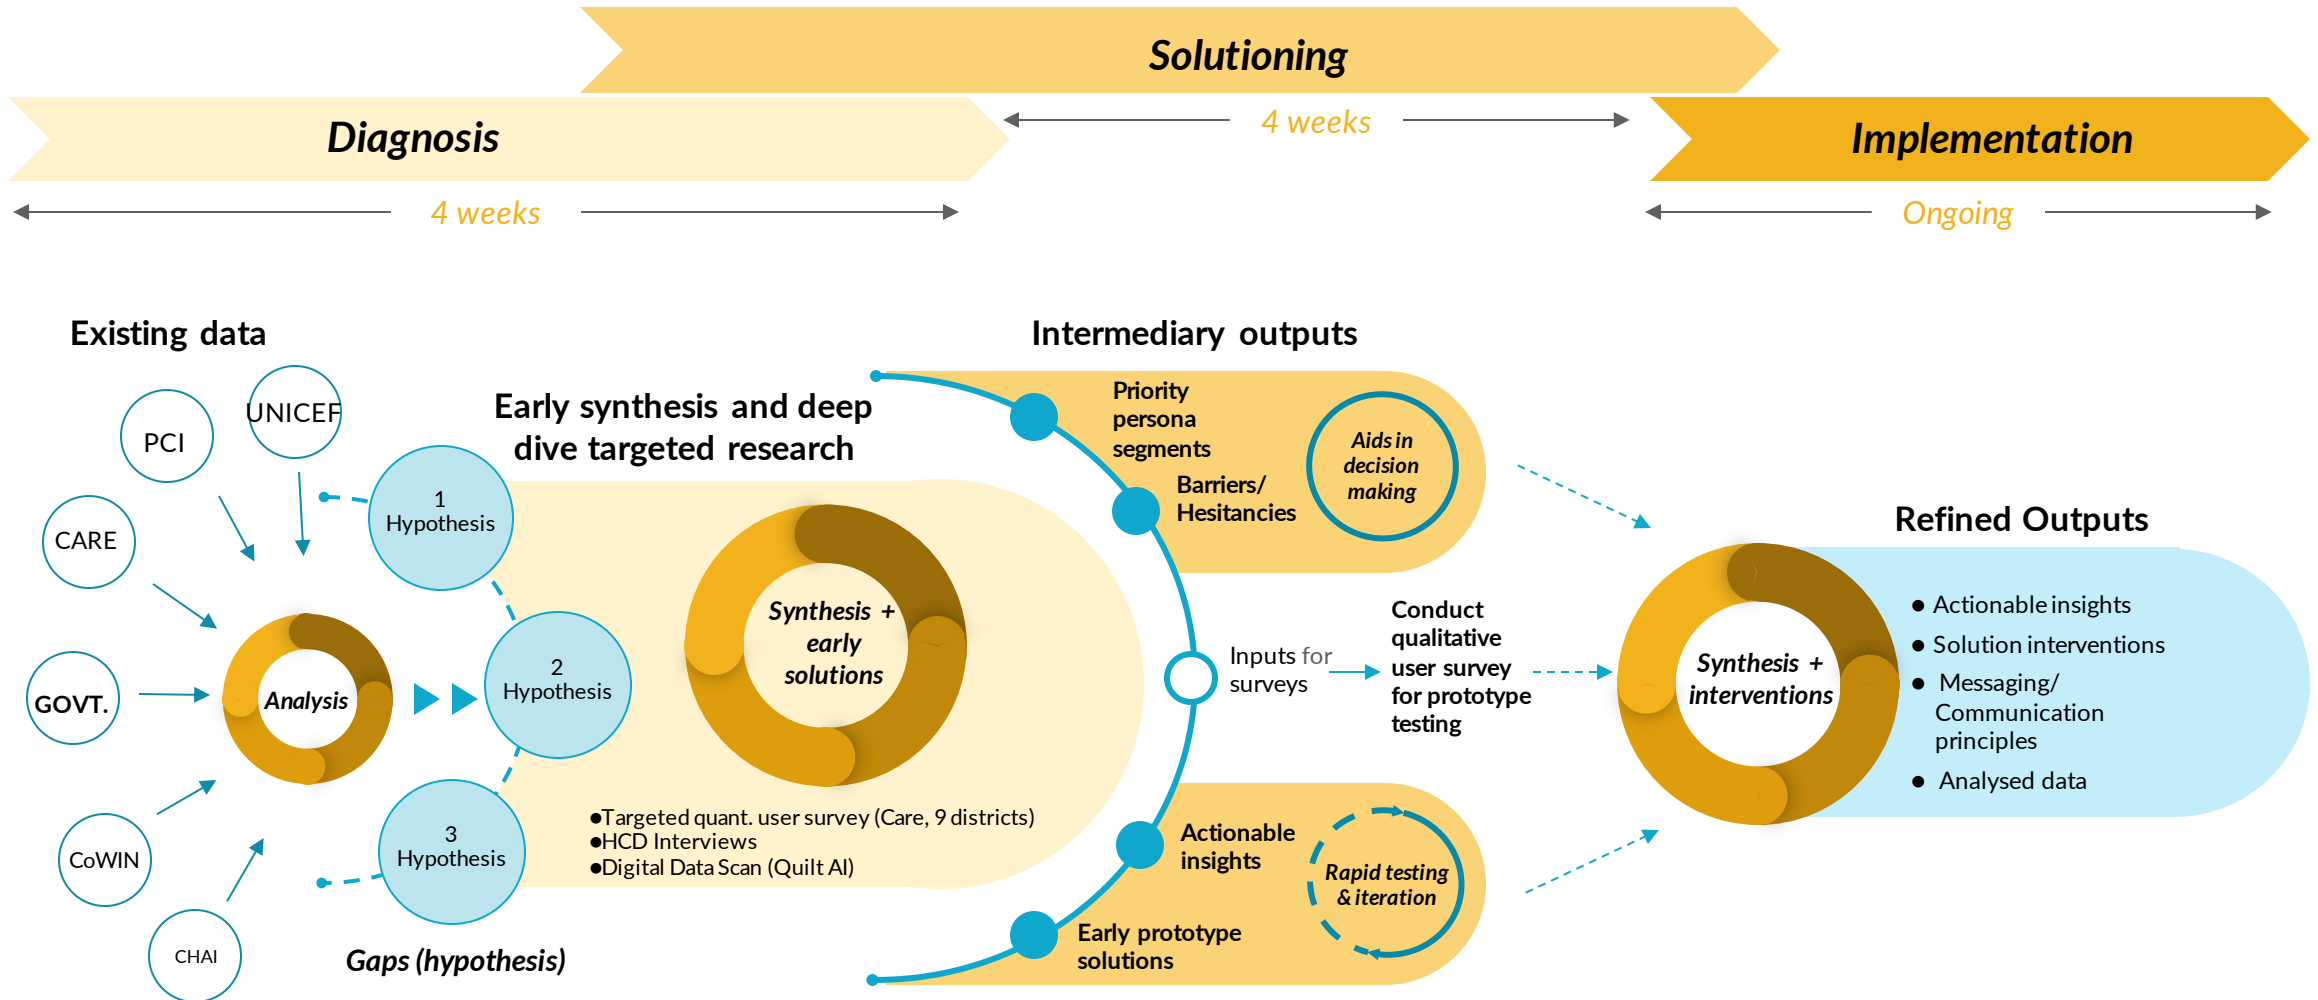 Solutioning
Diagnosis
4 weeks
Implementation
4 weeks
Ongoing
Existing data
UNICEF
PCI
CARE
GOVT.
CoWIN
CHAI
Analysis
1
Hypothesis
2
Hypothesis
3
Hypothesis
Gaps (hypothesis)
Early synthesis and deep
dive targeted research
Synthesis +
early
solutions
●Targeted quant. user survey (Care, 9 districts)
●HCD Interviews
●Digital Data Scan (Quilt AI)
Intermediary outputs
Priority
persona
segments
Barriers/
Hesitancies
Aids in
decision
making
Inputs for
surveys
Conduct
qualitative
user survey
for prototype
testing
Actionable
insights
Early prototype
solutions
Rapid testing
& iteration
Synthesis +
interventions
Refined Outputs
● Actionable insights
● Solution interventions
● Messaging/
Communication
principles
● Analysed data